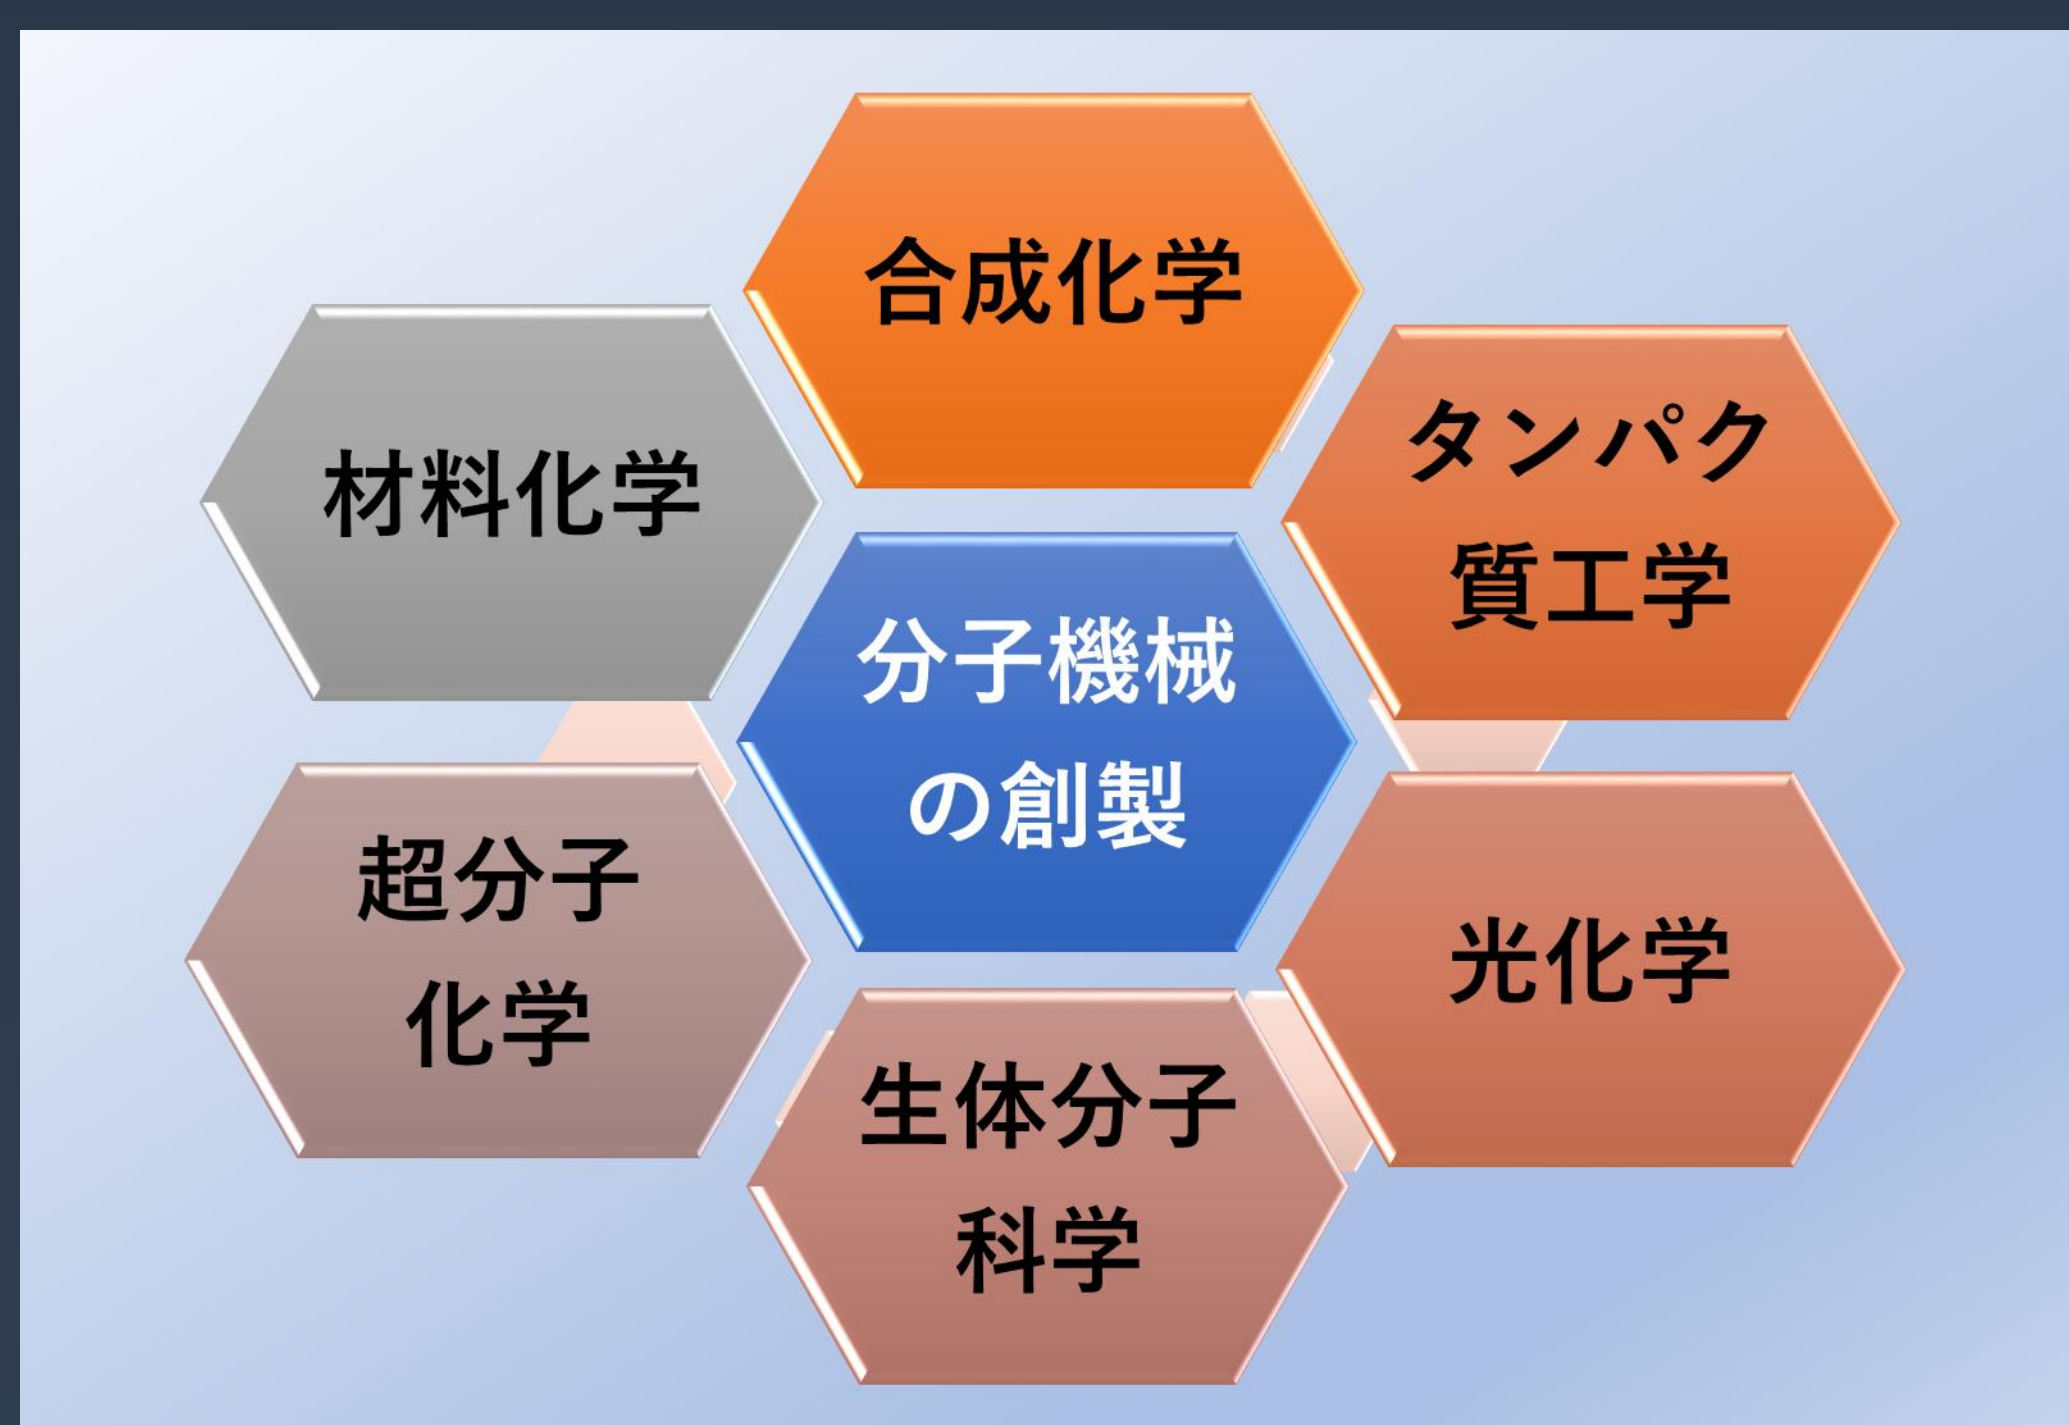 合成化学
材料化学
タンパク
質工学
分子機械
の創製
超分子
化学
光化学
生体分子
科学